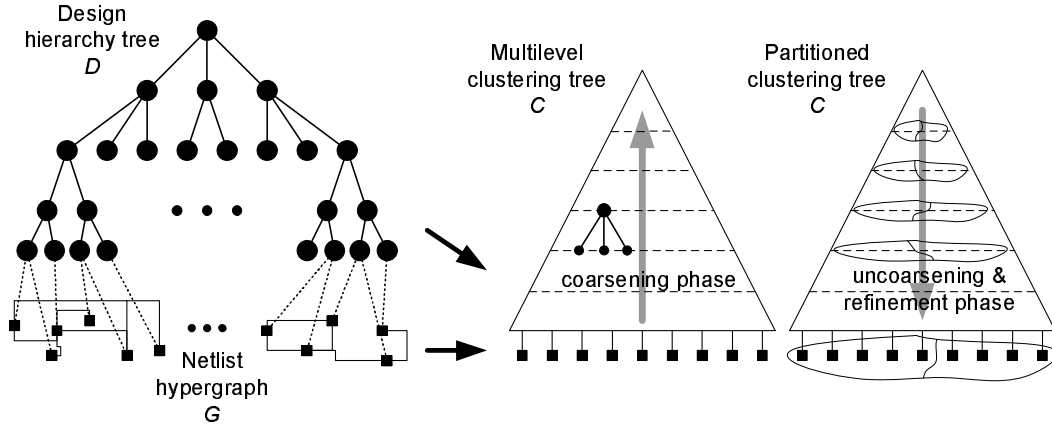 Design
hierarchy tree
D
Multilevel
clustering tree
C
Partitioned
clustering tree
C
coarsening phase
uncoarsening &
refinement phase
Netlist
hypergraph
G